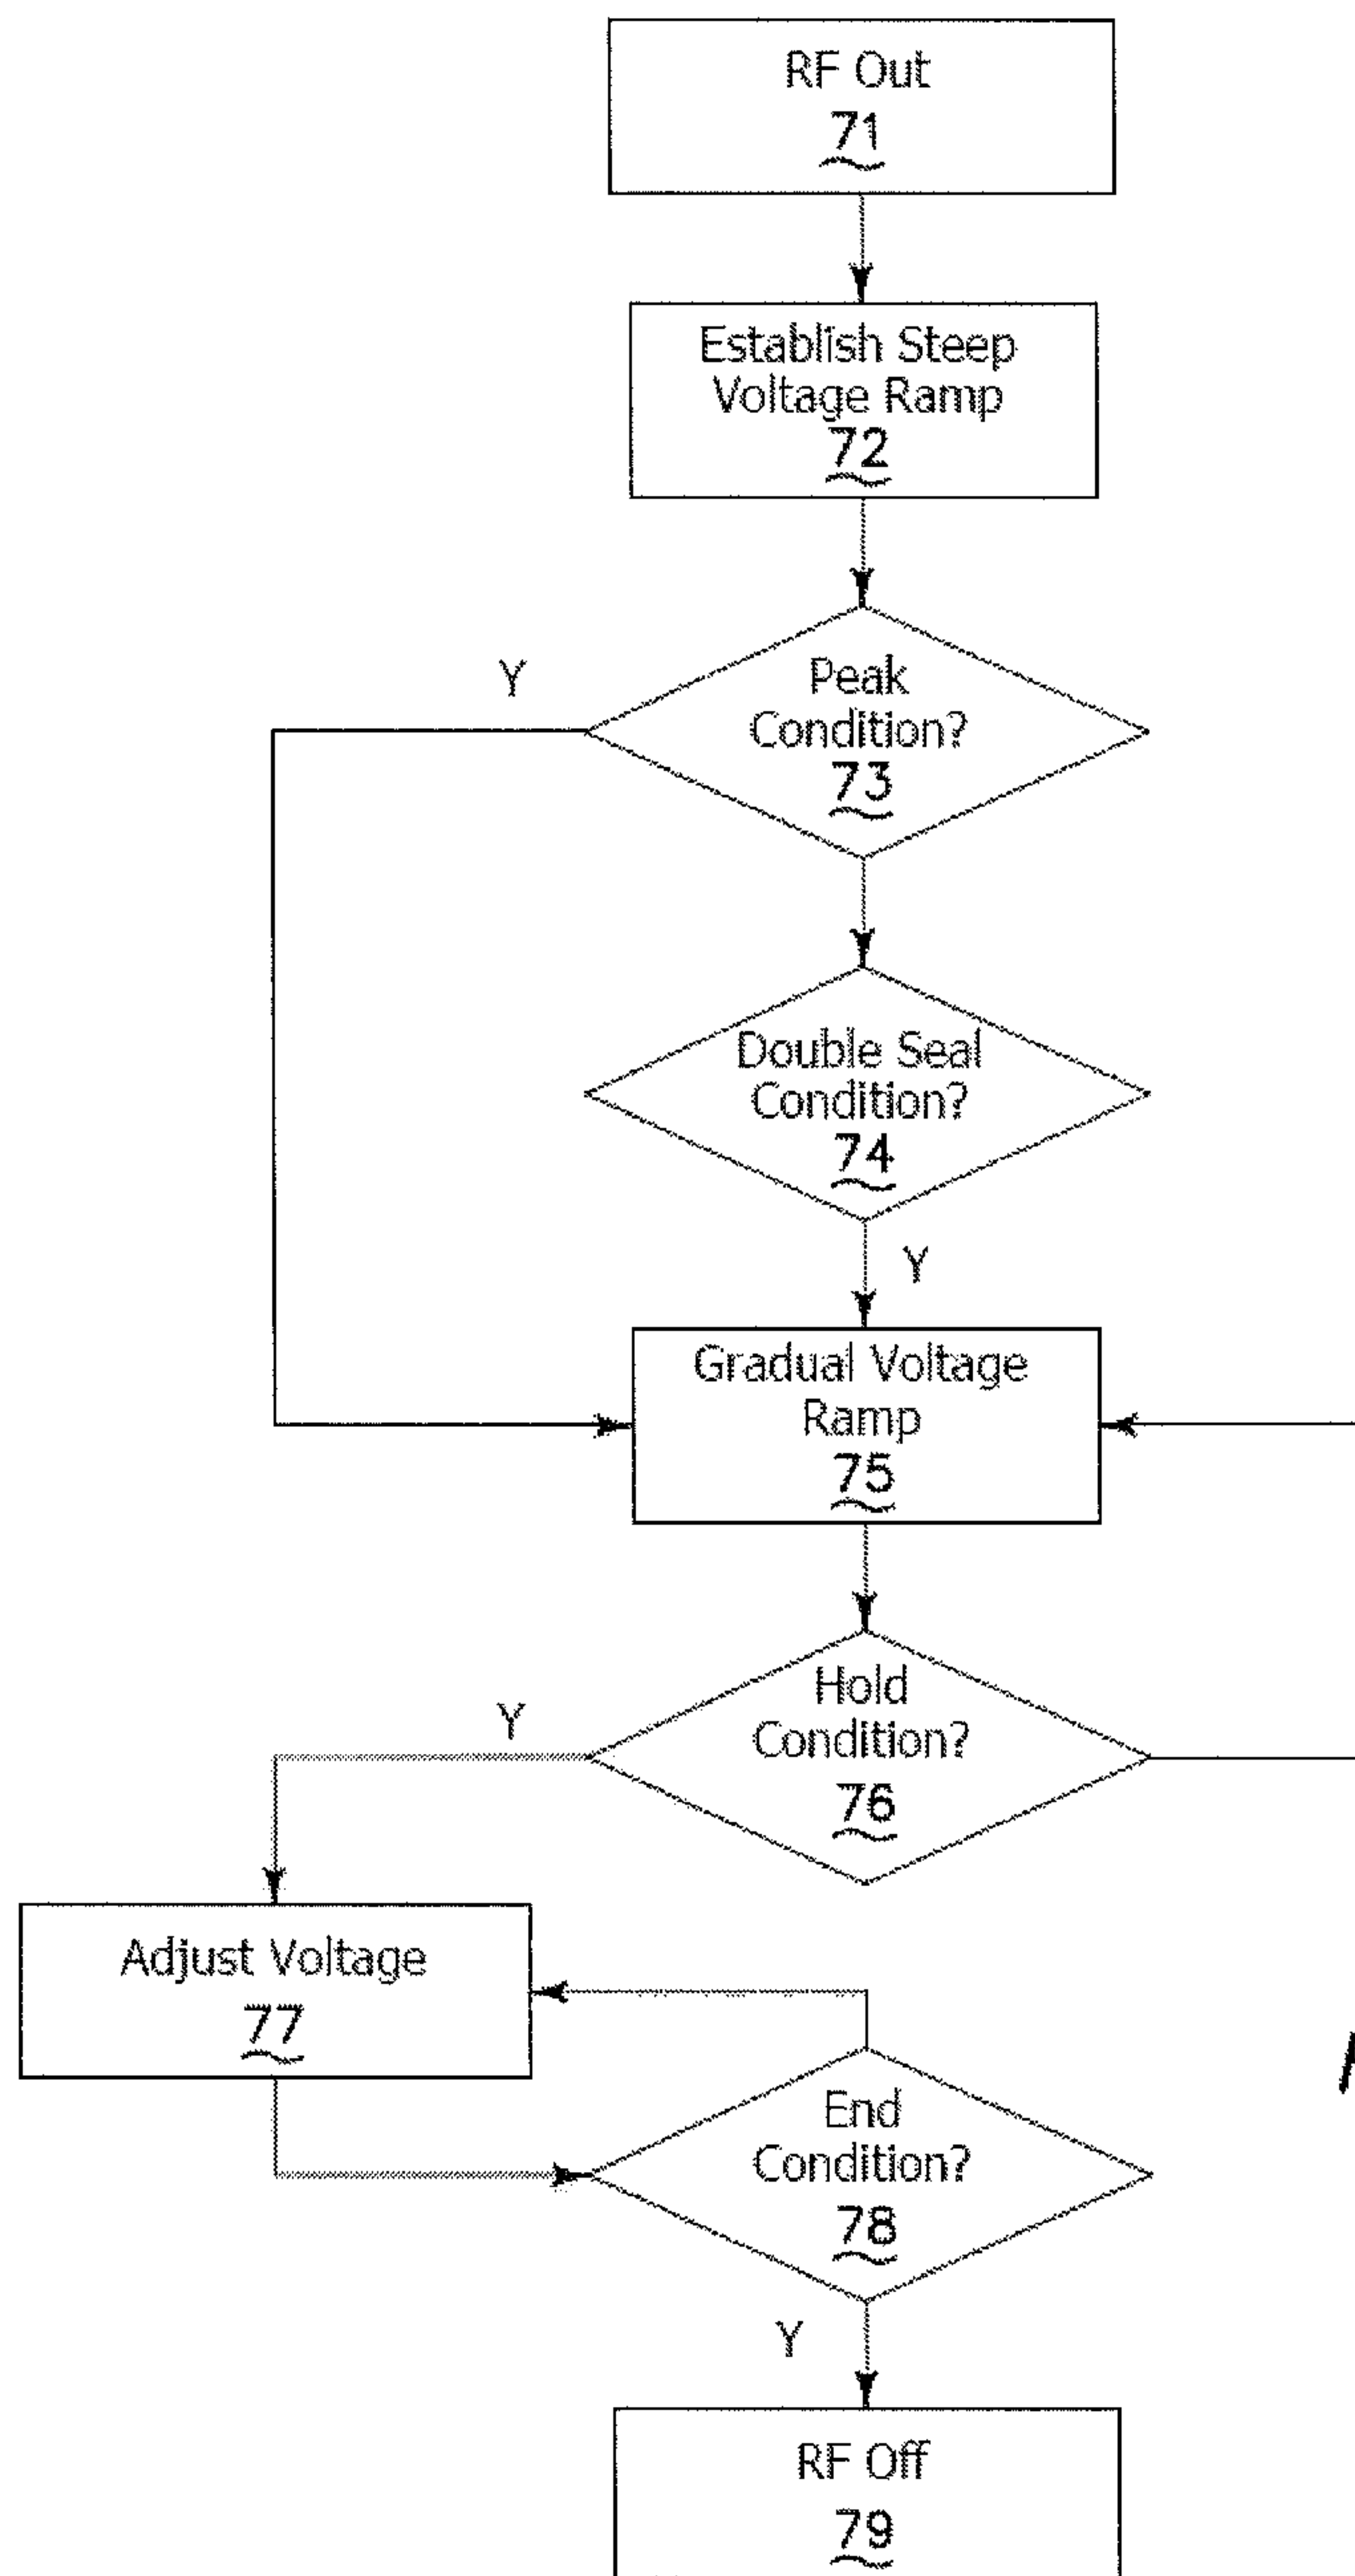 RF Out
71
Establish Steep
Voltage Ramp
72
Y
Peak
Condition?
73
Double Seal
Condition?
74
Y
Gradual Voltage
Ramp
75
Y
Hold
Condition?
76
Adjust Voltage
77
End
Condition?
78
Y
RF Off
79